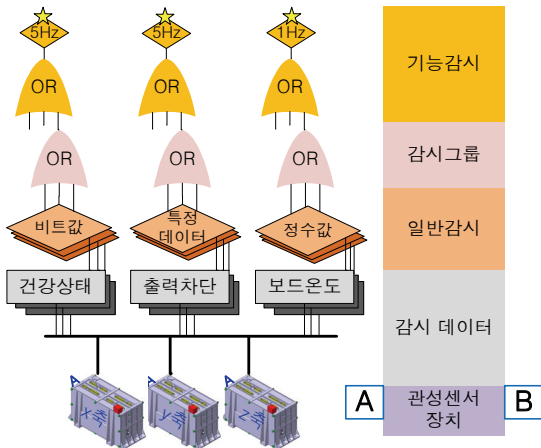 5Hz 5Hz 1Hz
OR OR OR
OR OR OR
비트값 특정 데이터 정수값
건강상태 출력차단 보드온도
X축 y축 Z축
기능감시
감시그룹
일반감시
감시 데이터
A 관성센서 B
장치